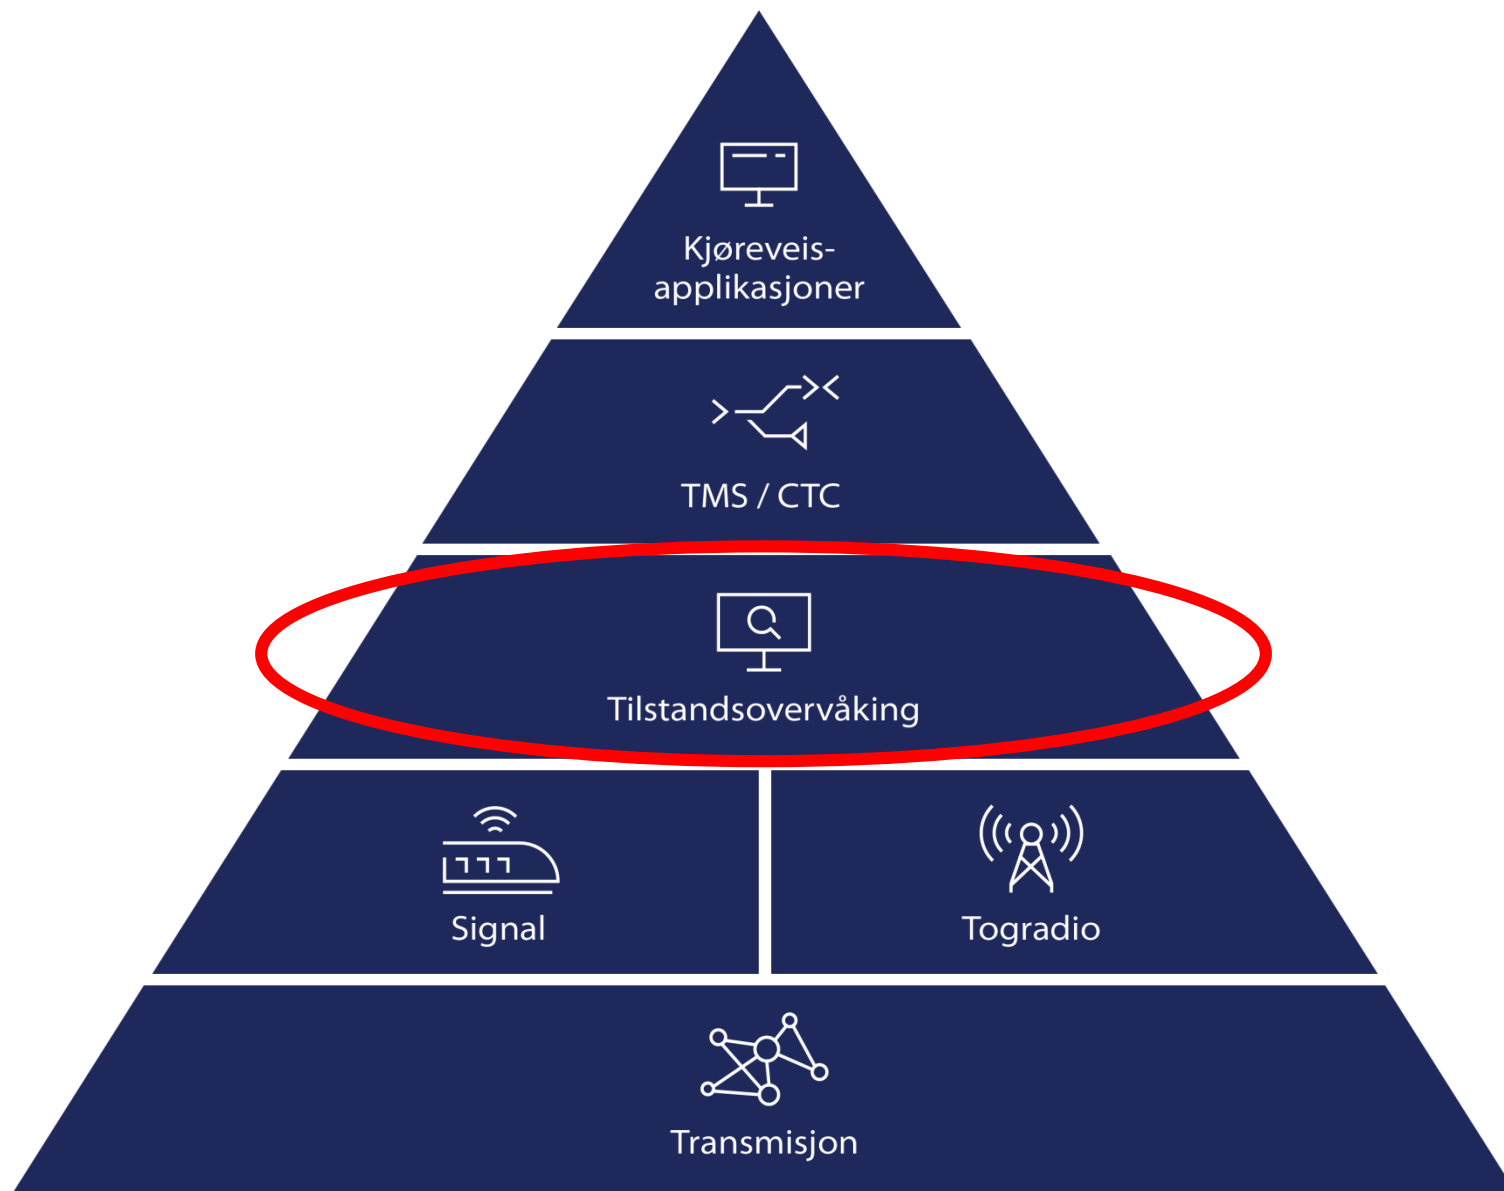 Kjøreveis-
applikasjoner
TMS / CTC
Tilstandsovervåking
Signal
Togradio
Transmisjon